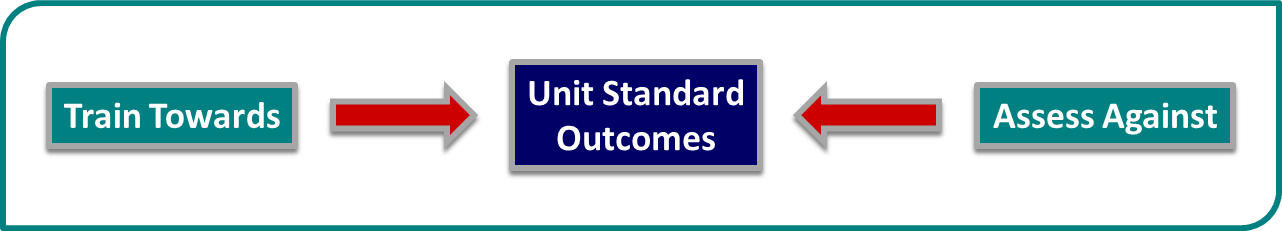 Train Towards
Unit Standard
Outcomes
Assess Against